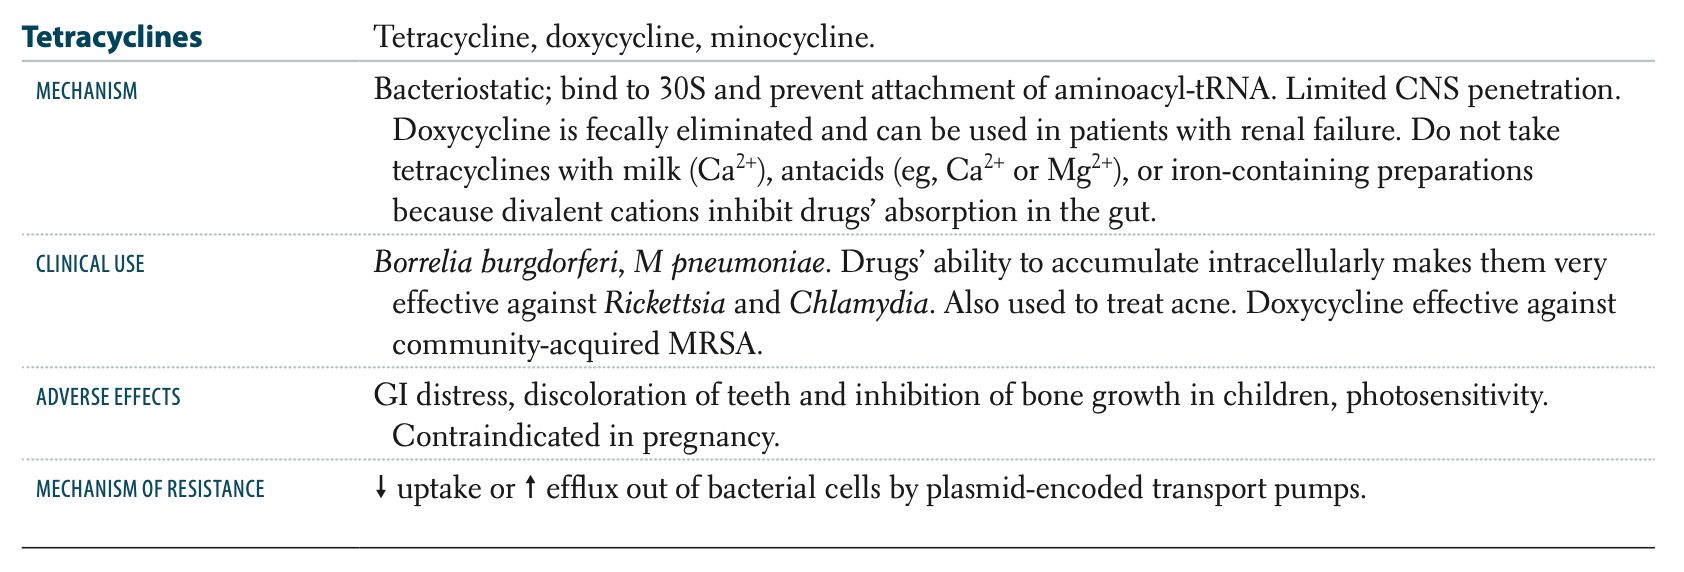 Tetracyclines Tetracycline, doxycycline, minocycline.
MECHANISM Bacteriostatic; bind to 30S and prevent attachment of aminoacyl-tRNA. Limited CNS penetration.
Doxycycline is fecally eliminated and can be used in patients with renal failure. Do not take
tetracyclines with milk (Ca²⁺), antacids (eg, Ca²⁺ or Mg²⁺), or iron-containing preparations
because divalent cations inhibit drugs’ absorption in the gut.
CLINICAL USE Borrelia burgdorferi, M pneumoniae. Drugs’ ability to accumulate intracellularly makes them very
effective against Rickettsia and Chlamydia. Also used to treat acne. Doxycycline effective against
community-acquired MRSA.
ADVERSE EFFECTS GI distress, discoloration of teeth and inhibition of bone growth in children, photosensitivity.
Contraindicated in pregnancy.
MECHANISM OF RESISTANCE ↓ uptake or ↑ efflux out of bacterial cells by plasmid-encoded transport pumps.